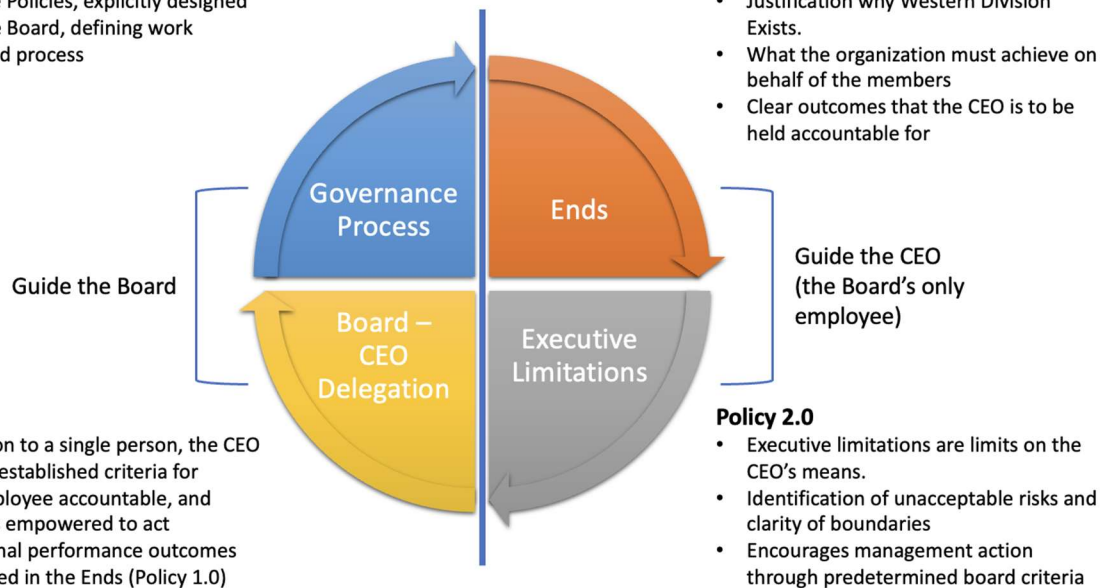 Policies, explicitly designed
Board, defining work
d process
Justification why Western Division
Exists.
• What the organization must achieve on
behalf of the members
• Clear outcomes that the CEO is to be
held accountable for
Governance
Process
Ends
Guide the Board
Guide the CEO
(the Board's only
employee)
Board –
CEO
Delegation
Executive
Limitations
on to a single person, the CEO
established criteria for
ployee accountable, and
empowered to act
nal performance outcomes
ed in the Ends (Policy 1.0)
Policy 2.0
• Executive limitations are limits on the
CEO's means.
• Identification of unacceptable risks and
clarity of boundaries
• Encourages management action
through predetermined board criteria